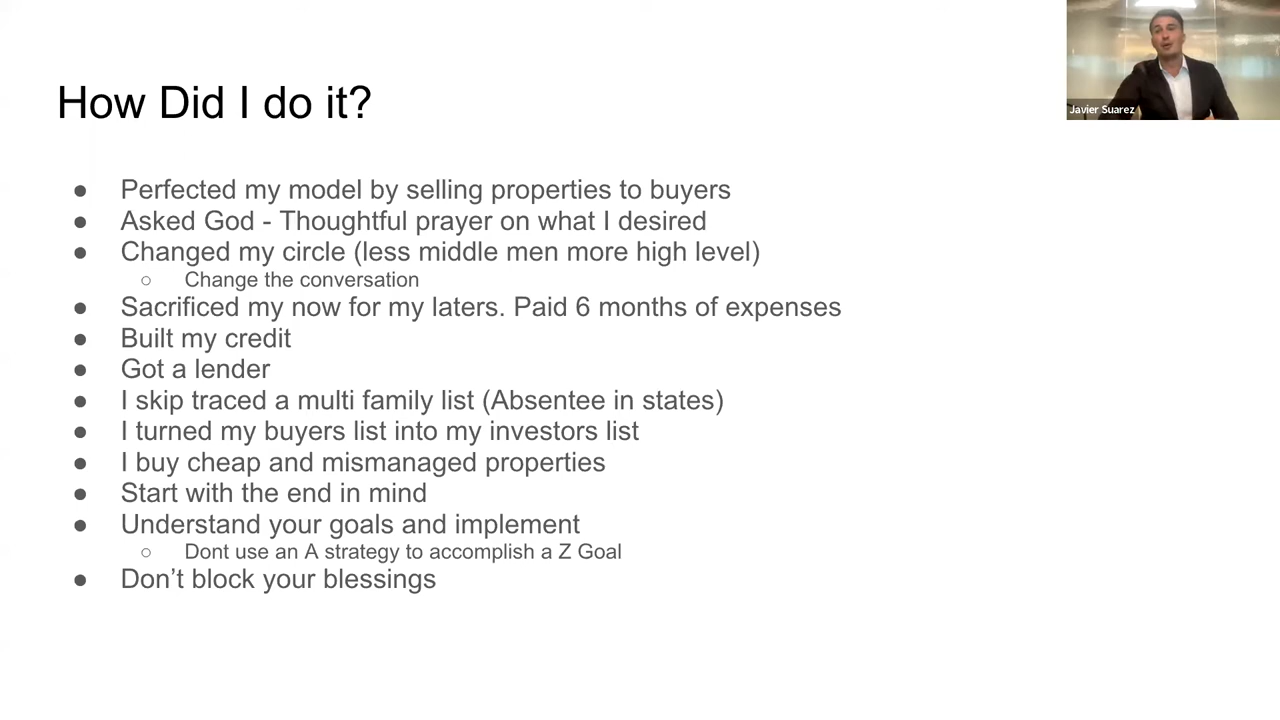 How Did I do it?
Javier Suarez
● Perfected my model by selling properties to buyers
● Asked God - Thoughtful prayer on what I desired
● Changed my circle (less middle men more high level)
○ Change the conversation
● Sacrificed my now for my laters. Paid 6 months of expenses
● Built my credit
● Got a lender
● I skip traced a multi family list (Absentee in states)
● I turned my buyers list into my investors list
● I buy cheap and mismanaged properties
● Start with the end in mind
● Understand your goals and implement
○ Dont use an A strategy to accomplish a Z Goal
● Don’t block your blessings